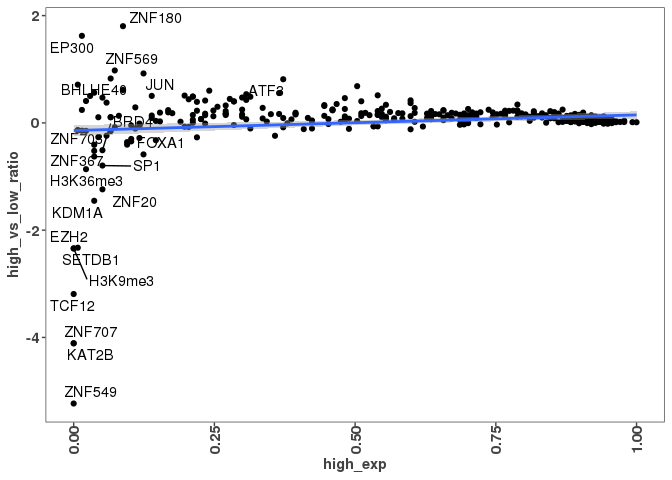 2
ZNF180
EP300
ZNF569
BHLHE40
JUN
ATF3
BRD4
0
FOXA1
ZNF367
SP1
H3K36me3
ZNF20
KDM1A
-2
EZH2
SETDB1
H3K9me3
TCF12
-4
ZNF707
KAT2B
ZNF549
0.00
0.25
0.50
0.75
1.00
high_exp
high_vs_low_ratio